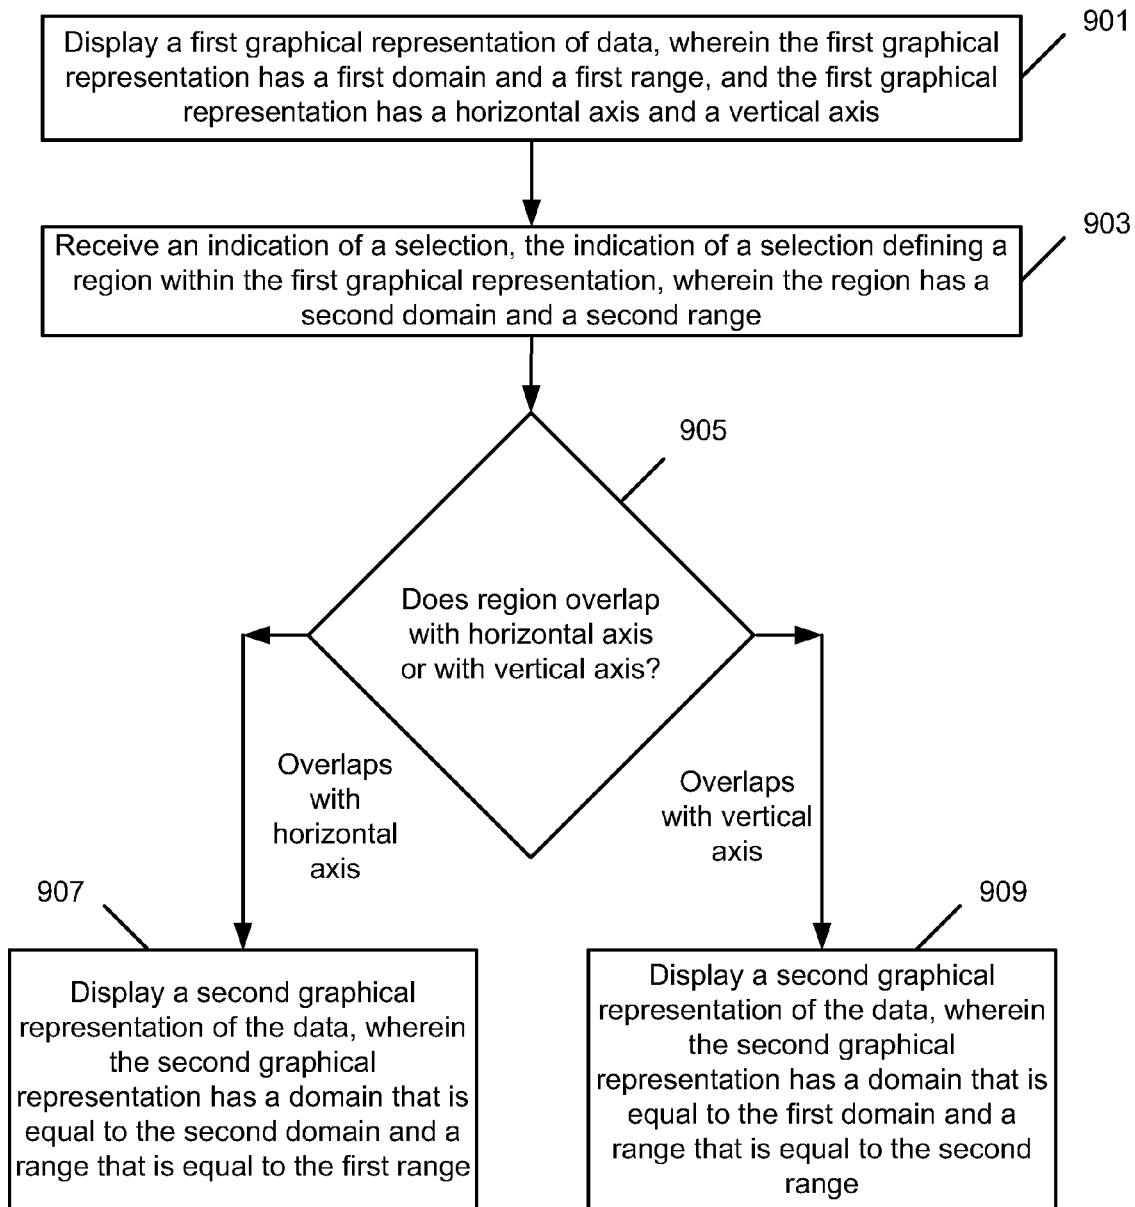 901
Display a first graphical representation of data, wherein the first graphical
representation has a first domain and a first range, and the first graphical
representation has a horizontal axis and a vertical axis
903
Receive an indication of a selection, the indication of a selection defining a
region within the first graphical representation, wherein the region has a
second domain and a second range
905
Does region overlap
with horizontal axis
or with vertical axis?
Overlaps
with
horizontal
axis
Overlaps
with vertical
axis
907
Display a second graphical
representation of the data, wherein
the second graphical
representation has a domain that is
equal to the second domain and a
range that is equal to the first range
909
Display a second graphical
representation of the data, wherein
the second graphical
representation has a domain that is
equal to the first domain and a
range that is equal to the second
range